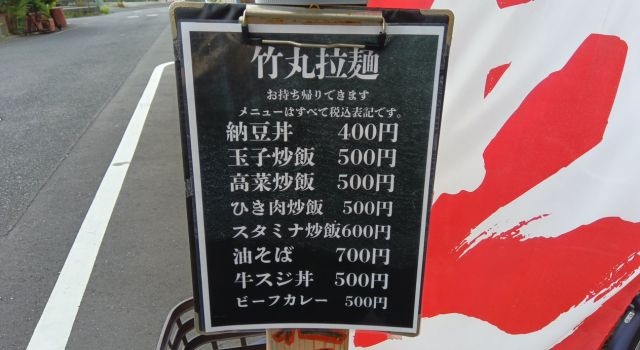 竹丸拉麺
お持ち帰りできます
メニューはすべて税込表記です。
納豆丼 400円
玉子炒飯 500円
高菜炒飯 500円
ひき肉炒飯 500円
スタミナ炒飯600円
油そば 700円
牛スジ丼 500円
ビーフカレー 500円